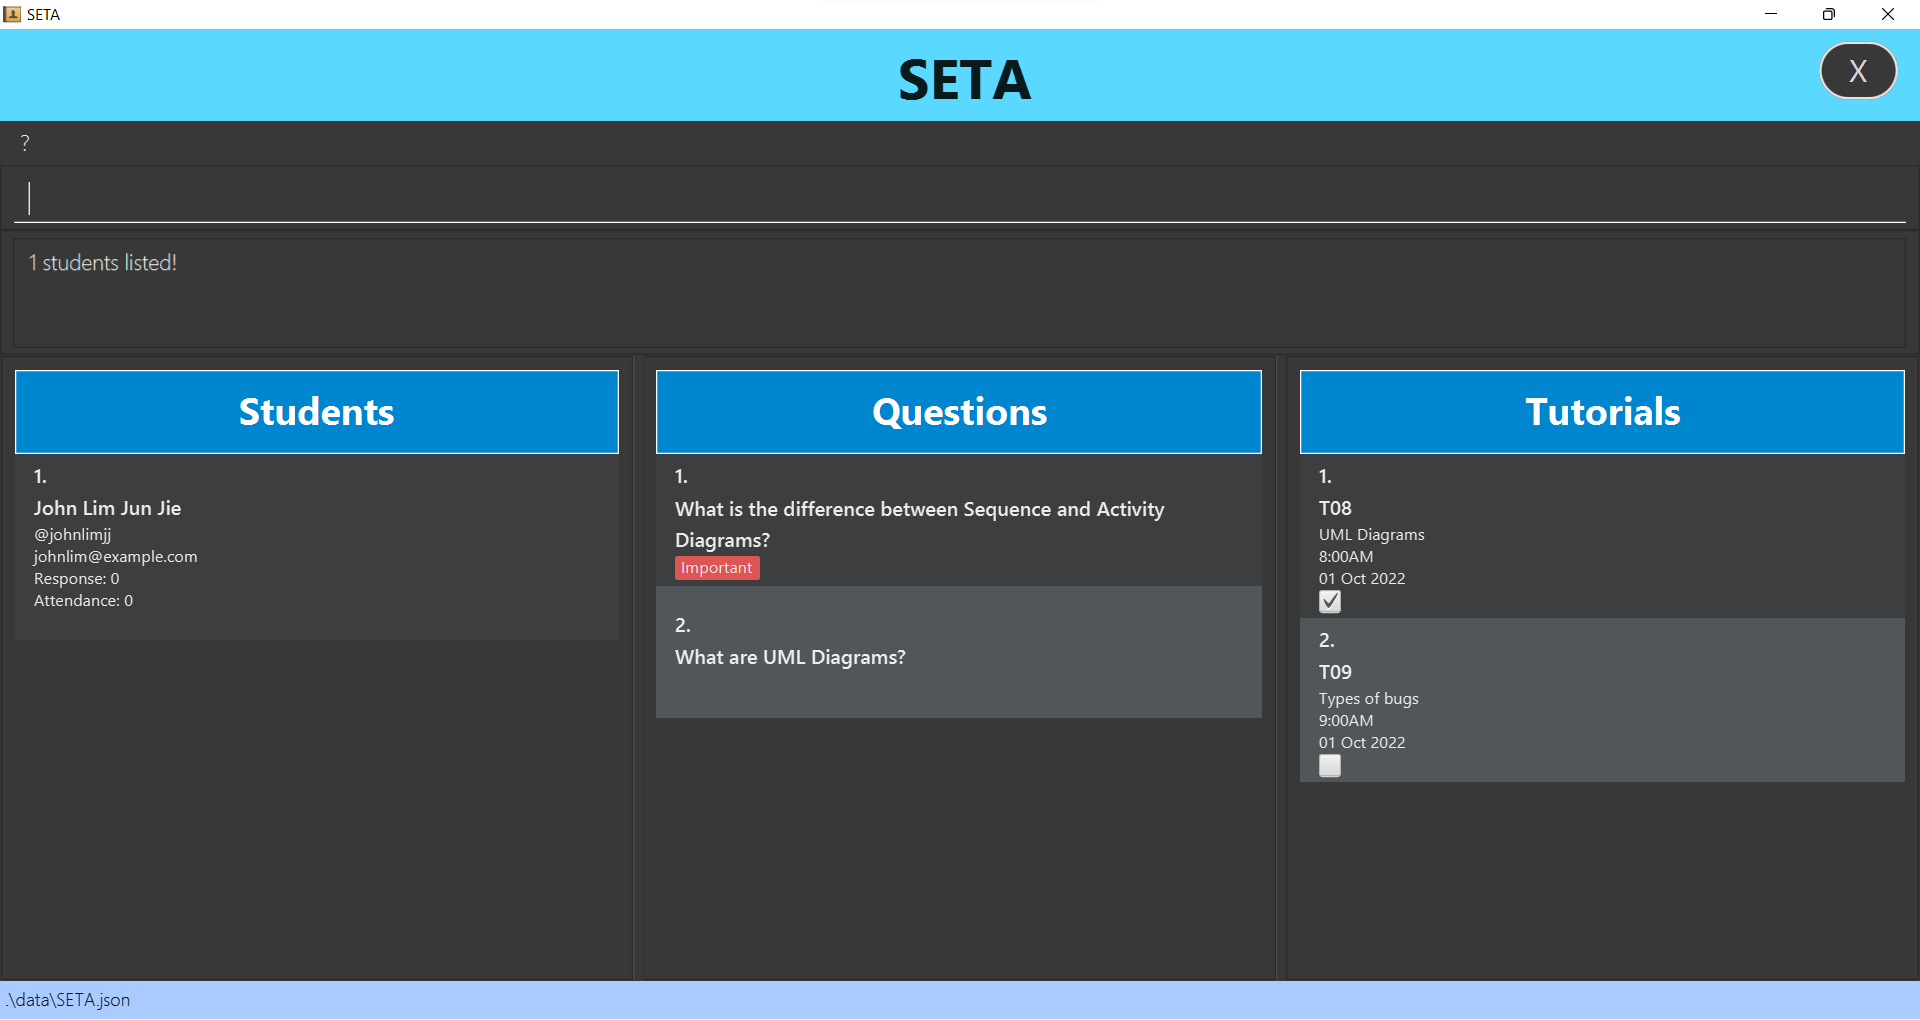 SETA
SETA
X
?
1 students listed!
Students
1.
John Lim Jun Jie
@johnlimjj
johnlim@example.com
Response: 0
Attendance: 0
Questions
1.
What is the difference between Sequence and Activity
Diagrams?
Important
2.
What are UML Diagrams?
Tutorials
1.
T08
UML Diagrams
8:00AM
01 Oct 2022
2.
T09
Types of bugs
9:00AM
01 Oct 2022
.\data\SETA.json